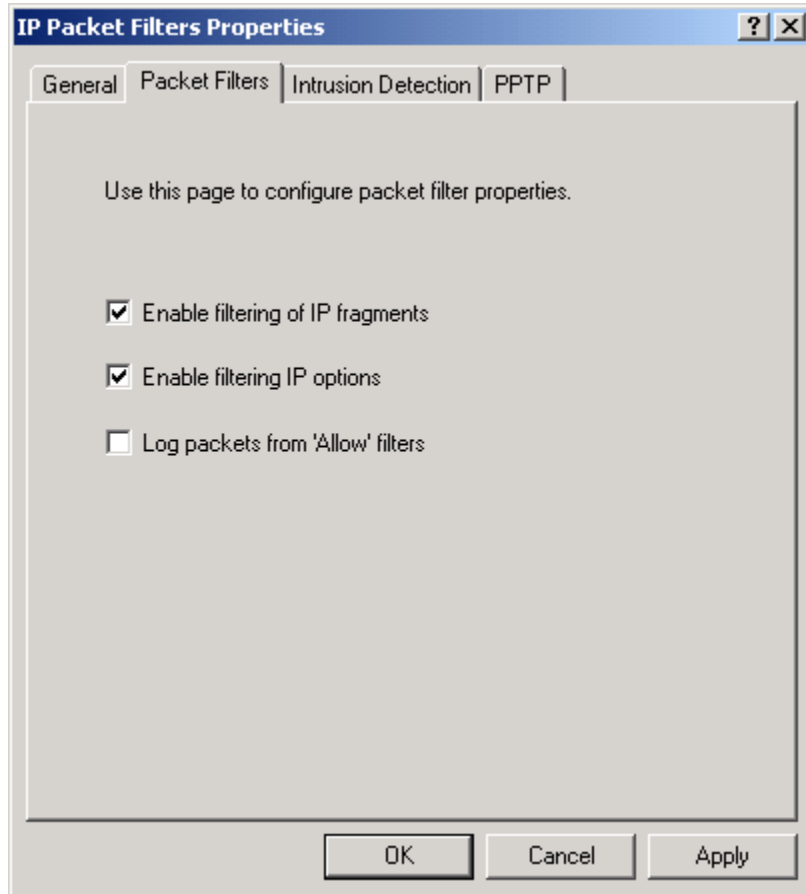 IP Packet Filters Properties
General Packet Filters Intrusion Detection PPTP
Use this page to configure packet filter properties.
Enable filtering of IP fragments
Enable filtering IP options
Log packets from 'Allow' filters
OK Cancel Apply